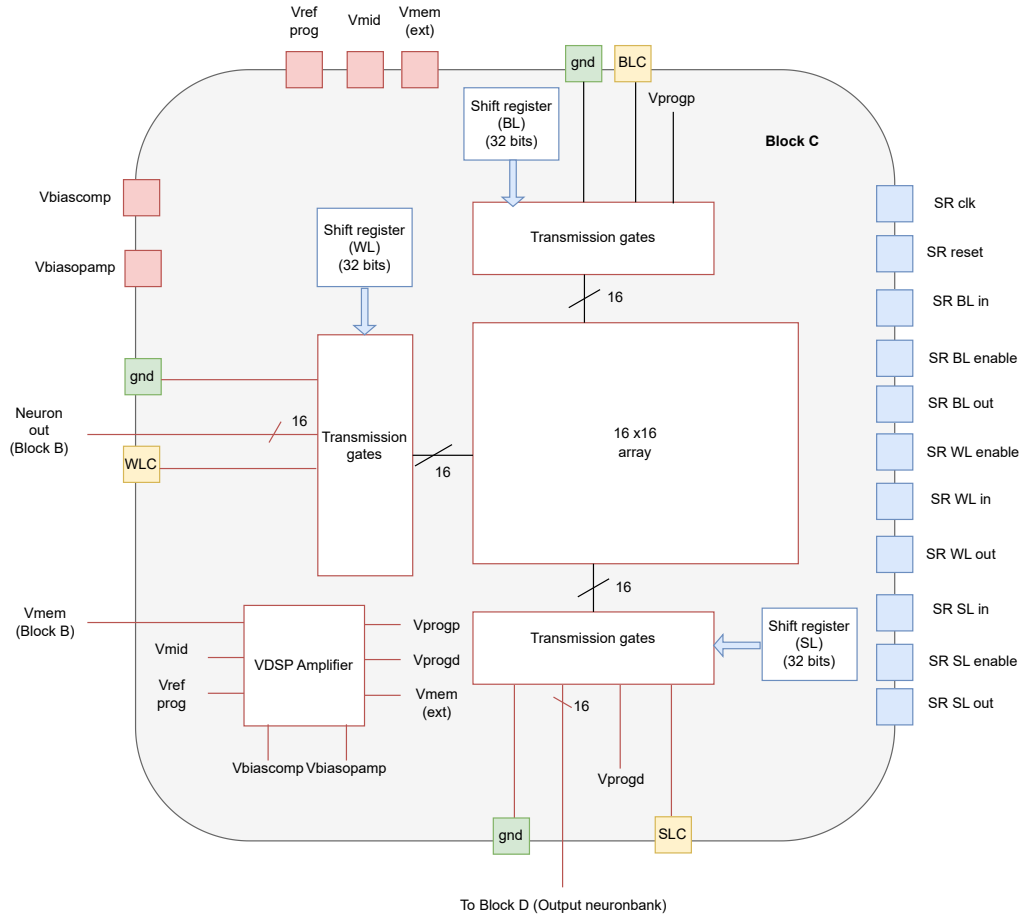 Vref
prog
Vmid
Vmem
(ext)
gnd
BLC
Vprogp
Shift register
(BL)
(32 bits)
Block C
Vbiascomp
SR clk
Shift register
(WL)
(32 bits)
Transmission gates
SR reset
Vbiasopamp
16
SR BL in
SR BL enable
gnd
SR BL out
Neuron
out
(Block B)
16
Transmission
gates
16 x16
array
SR WL enable
WLC
16
SR WL in
SR WL out
16
Vmem
(Block B)
SR SL in
Vprogp
Transmission gates
Shift register
(SL)
(32 bits)
Vmid
VDSP Amplifier
Vprogd
SR SL enable
Vref
prog
Vmem
(ext)
16
SR SL out
Vbiascomp
Vbiasopamp
Vprogd
gnd
SLC
To Block D (Output neuronbank)